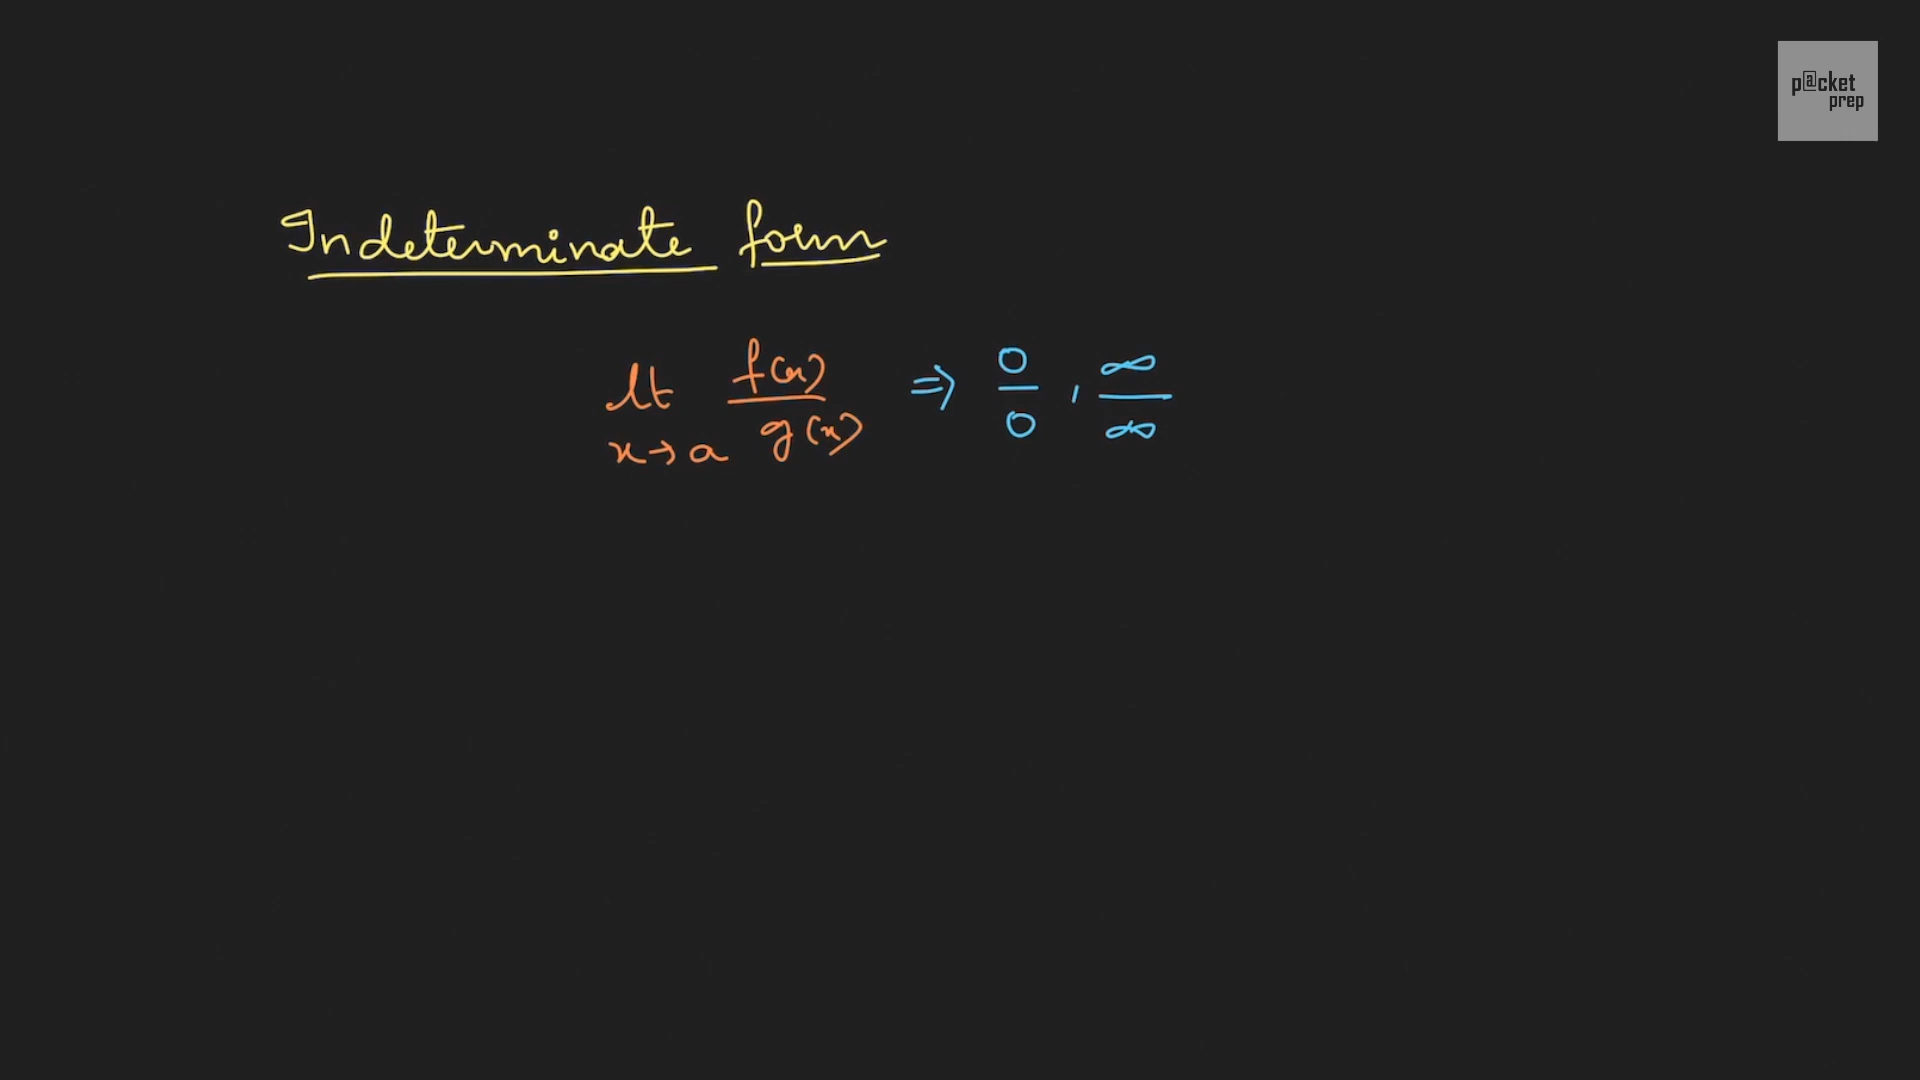 p@cket
prep
Indeterminate form
lt f(x)/g(x) ⇒ 0/0 , ∞/∞
x→a